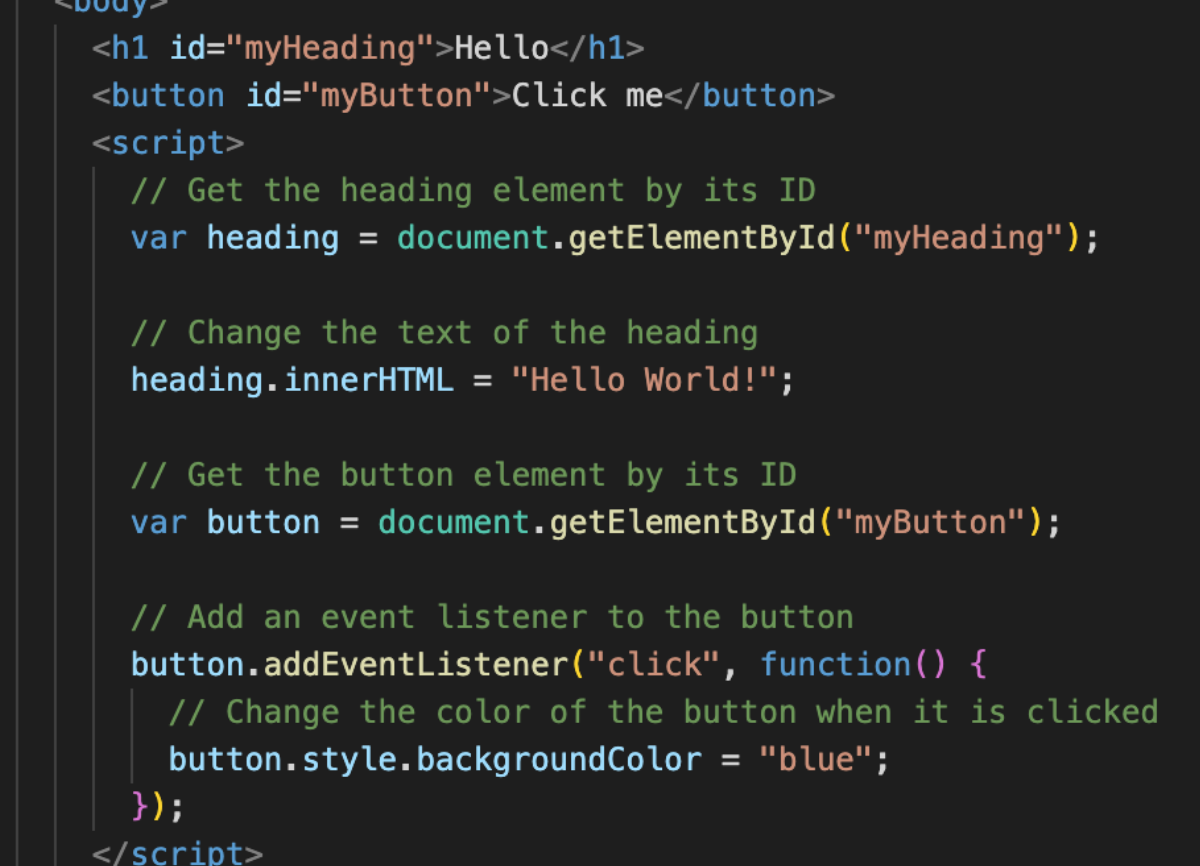 <body>
<h1 id="myHeading">Hello</h1>
<button id="myButton">Click me</button>
<script>
// Get the heading element by its ID
var heading = document.getElementById("myHeading");
// Change the text of the heading
heading.innerHTML = "Hello World!";
// Get the button element by its ID
var button = document.getElementById("myButton");
// Add an event listener to the button
button.addEventListener("click", function() {
// Change the color of the button when it is clicked
button.style.backgroundColor = "blue";
});
</script>